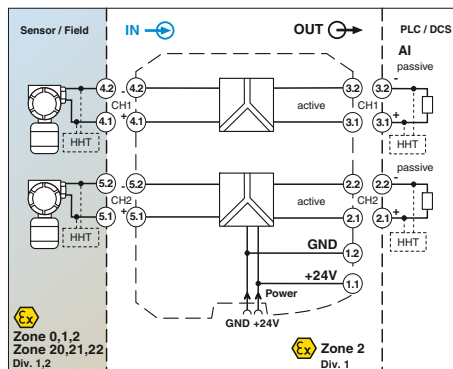 Sensor / Field
IN
OUT
PLC / DCS
AI
passive
4.2 - 4.2 3.2 3.2 -
CH1 active CH1
4.1 + 4.1 3.1 3.1 +
HHT HHT
passive
5.2 - 5.2 2.2 2.2 -
CH2 active CH2
5.1 + 5.1 2.1 2.1 +
HHT HHT
GND 1.2
+24V 1.1
Power
GND +24V
Ex
Zone 0,1,2
Zone 20,21,22
Div. 1,2
Ex Zone 2
Div. 1